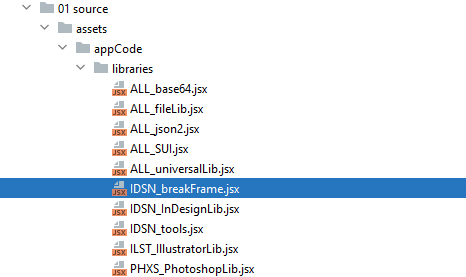 01 source
assets
appCode
libraries
JSX ALL_base64.jsx
JSX ALL_fileLib.jsx
JSX ALL_json2.jsx
JSX ALL_SUI.jsx
JSX ALL_univeralLib.jsx
JSX IDSN_breakFrame.jsx
JSX IDSN_InDesignLib.jsx
JSX IDSN_tools.jsx
JSX ILST_IllustratorLib.jsx
JSX PHXS_PhotoshopLib.jsx